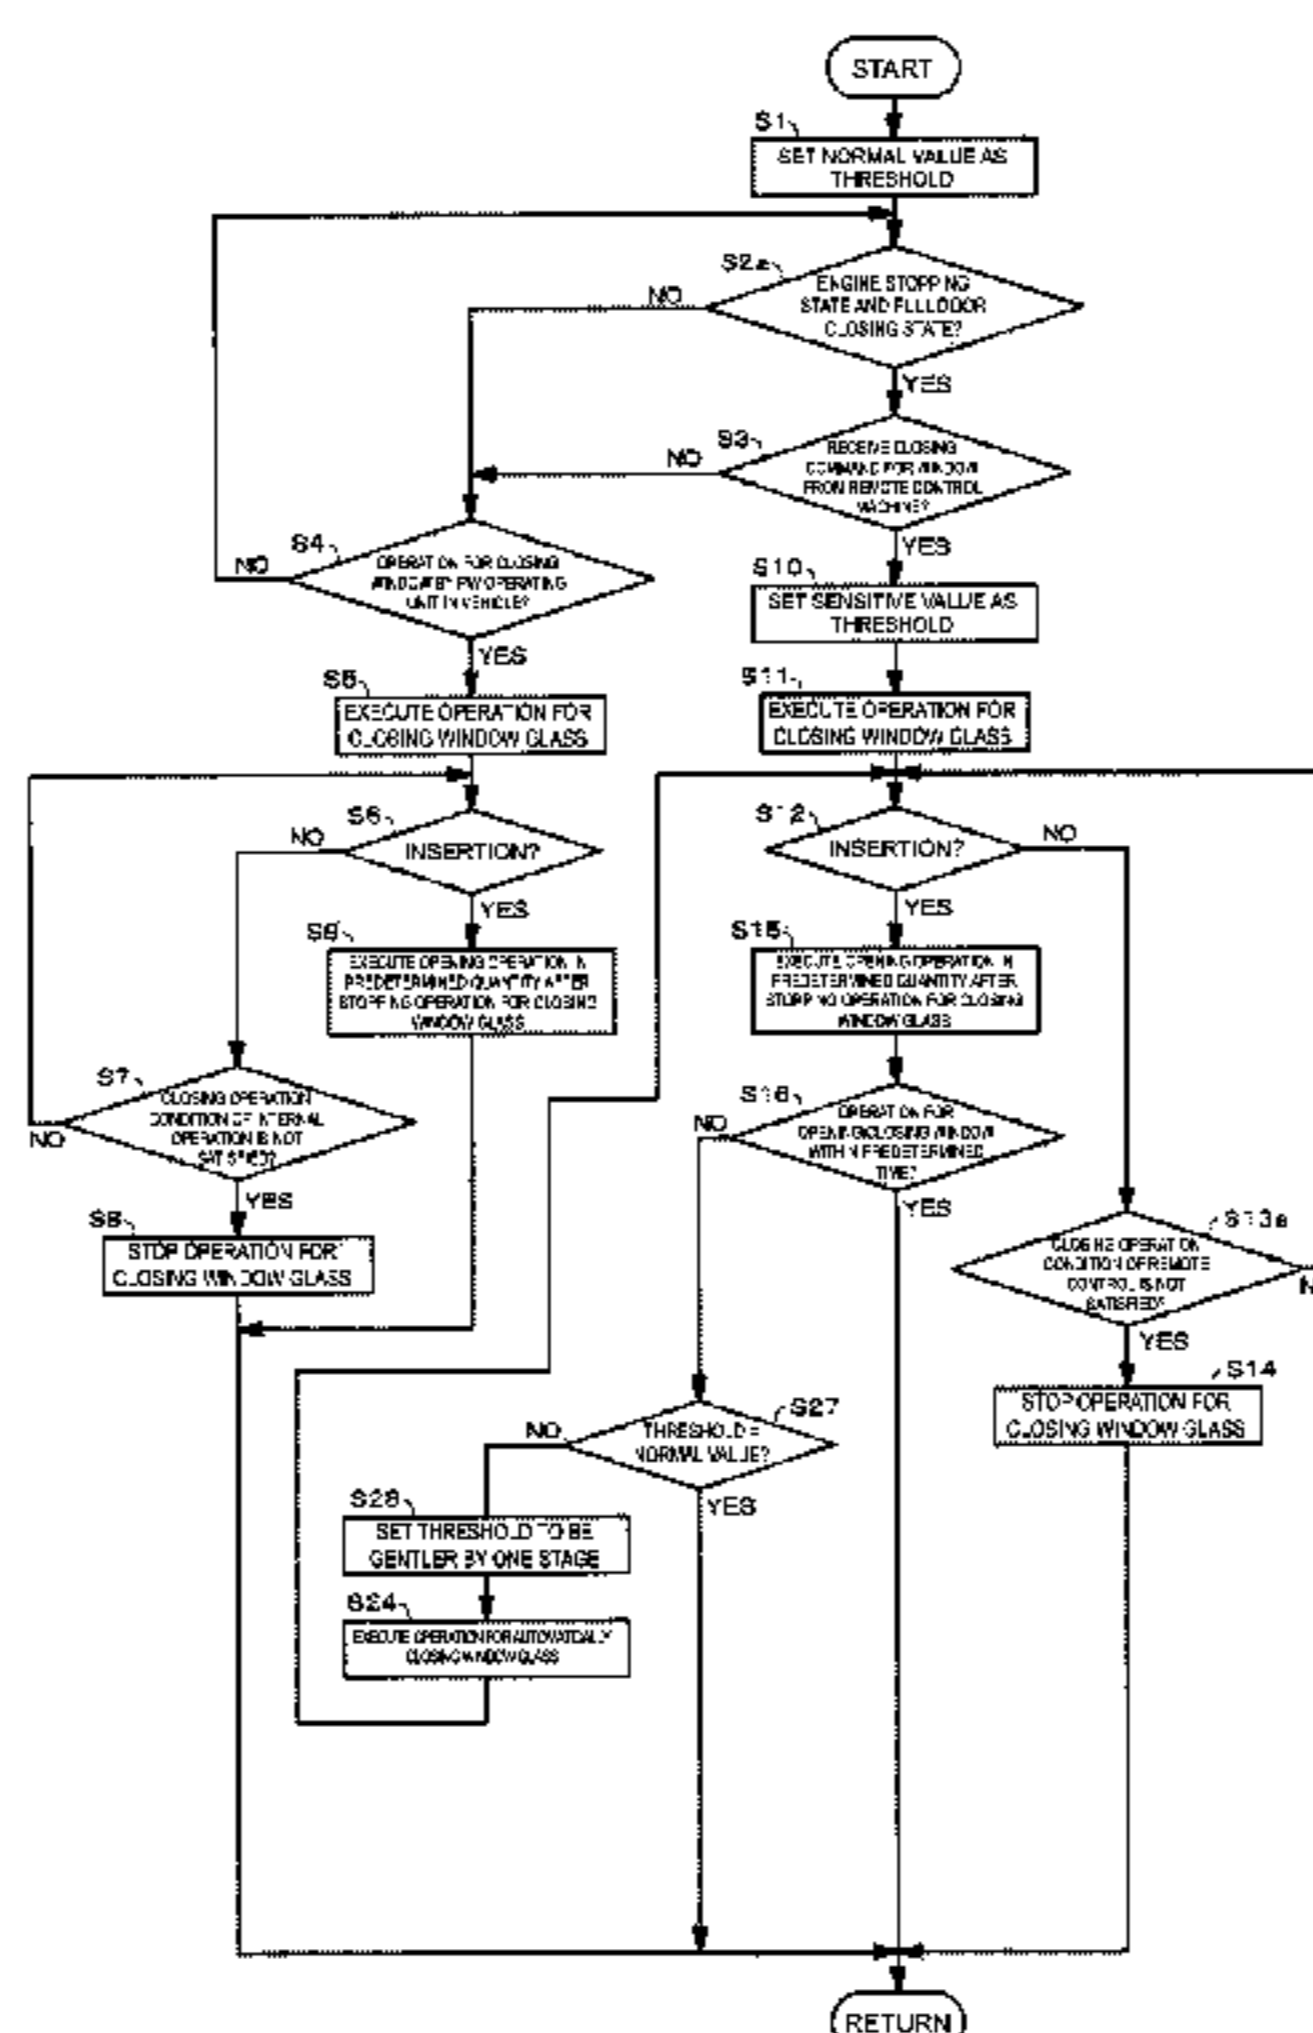 START
S1
SET NORMAL VALUE AS
THRESHOLD
S2a
ENGINE STOPPING
STATE AND FULL DOOR
CLOSING STATE?
NO
YES
S3
RECEIVE CLOSING
COMMAND FOR WINDOW
FROM REMOTE CONTROL
MACHINE?
NO
YES
S4
OPERATION FOR CLOSING
WINDOW BY PW OPERATING
UNIT IN VEHICLE?
NO
YES
S10
SET SENSITIVE VALUE AS
THRESHOLD
S5
EXECUTE OPERATION FOR
CLOSING WINDOW GLASS
S11
EXECUTE OPERATION FOR
CLOSING WINDOW GLASS
S6
INSERTION?
NO
YES
S12
INSERTION?
NO
YES
S9
EXECUTE OPENING OPERATION IN
PREDETERMINED QUANTITY AFTER
STOPPING OPERATION FOR CLOSING
WINDOW GLASS
S15
EXECUTE OPENING OPERATION IN
PREDETERMINED QUANTITY AFTER
STOPPING OPERATION FOR CLOSING
WINDOW GLASS
S7
CLOSING OPERATION
CONDITION OF INTERNAL
OPERATION IS NOT
SATISFIED?
NO
YES
S16
OPERATION FOR
OPENING/CLOSING WINDOW
WITHIN PREDETERMINED
TIME?
NO
YES
S8
STOP OPERATION FOR
CLOSING WINDOW GLASS
S13a
CLOSING OPERATION
CONDITION OF REMOTE
CONTROL IS NOT
SATISFIED?
YES
S14
STOP OPERATION FOR
CLOSING WINDOW GLASS
S27
THRESHOLD =
NORMAL VALUE?
NO
YES
S28
SET THRESHOLD TO BE
GENTLER BY ONE STAGE
S24
EXECUTE OPERATION FOR AUTOMATICALLY
CLOSING WINDOW GLASS
RETURN